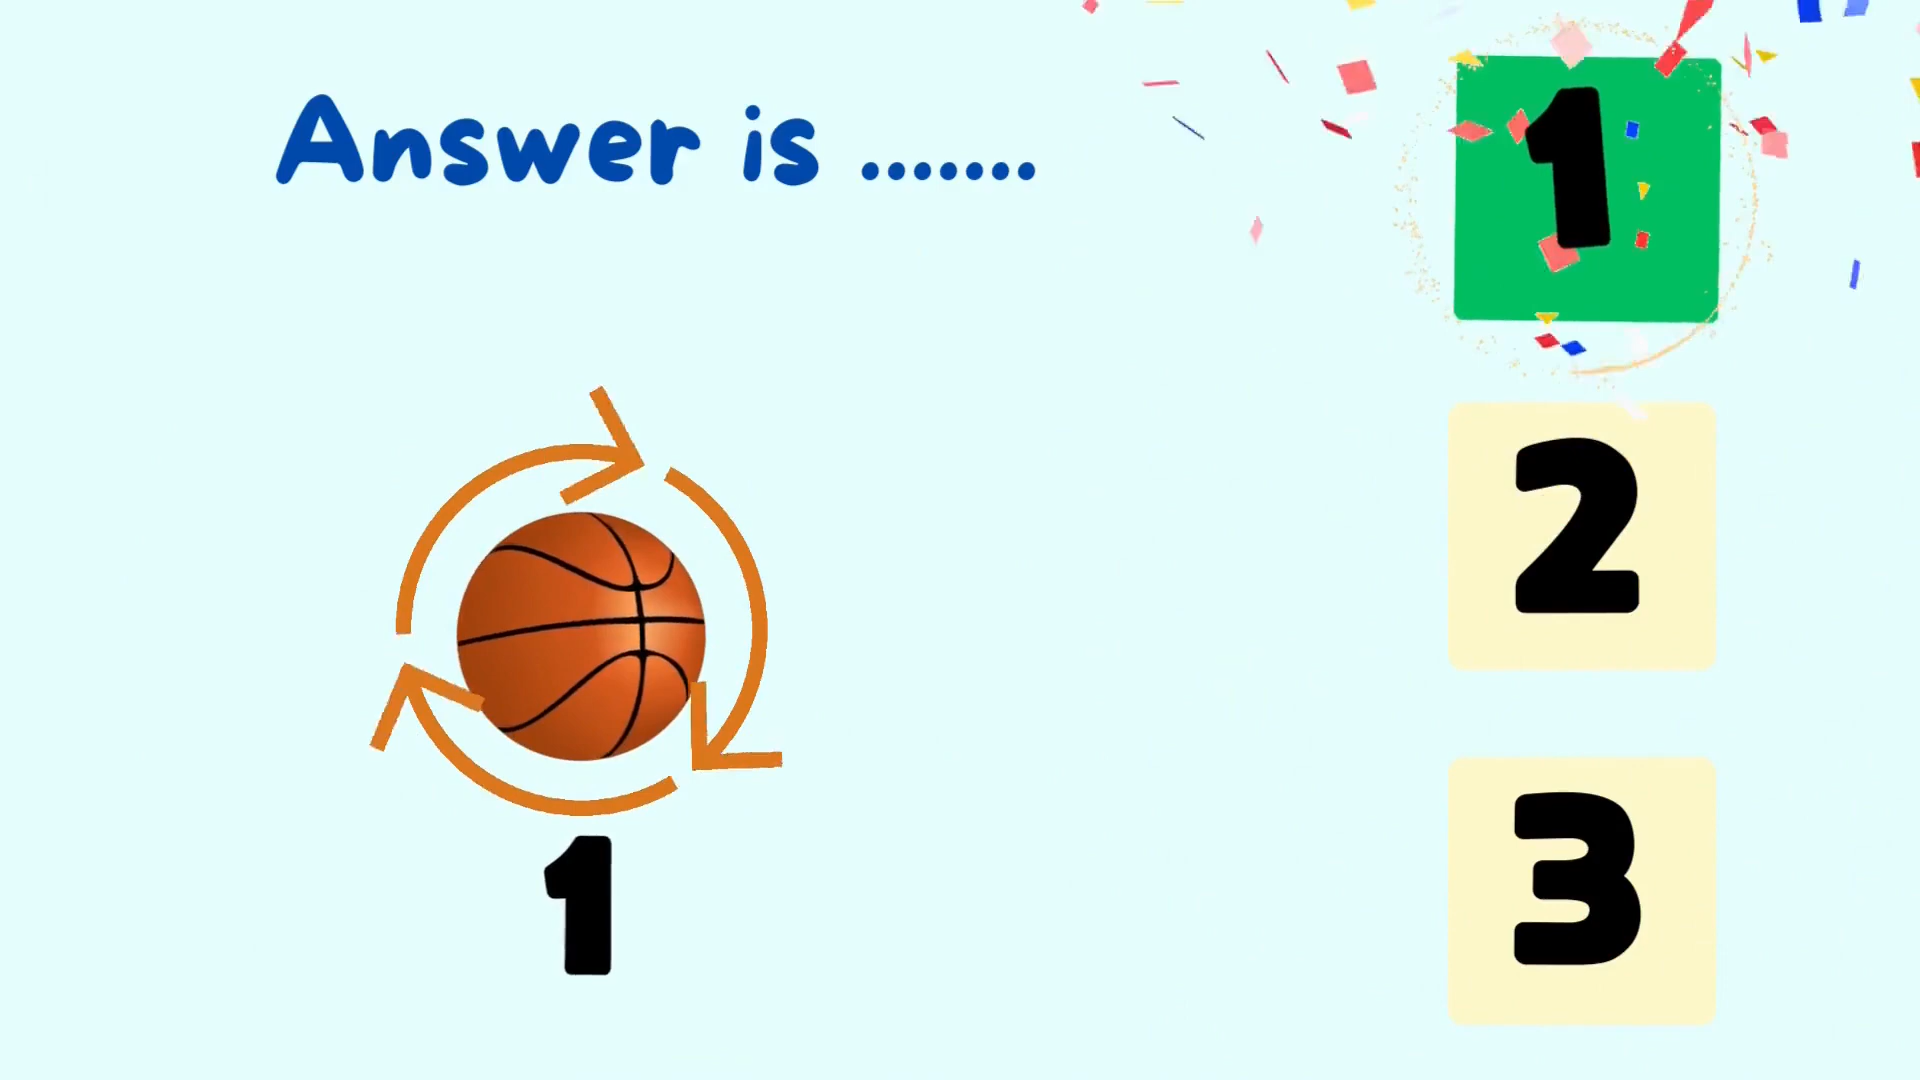 Answer is .......
1
2
3
1